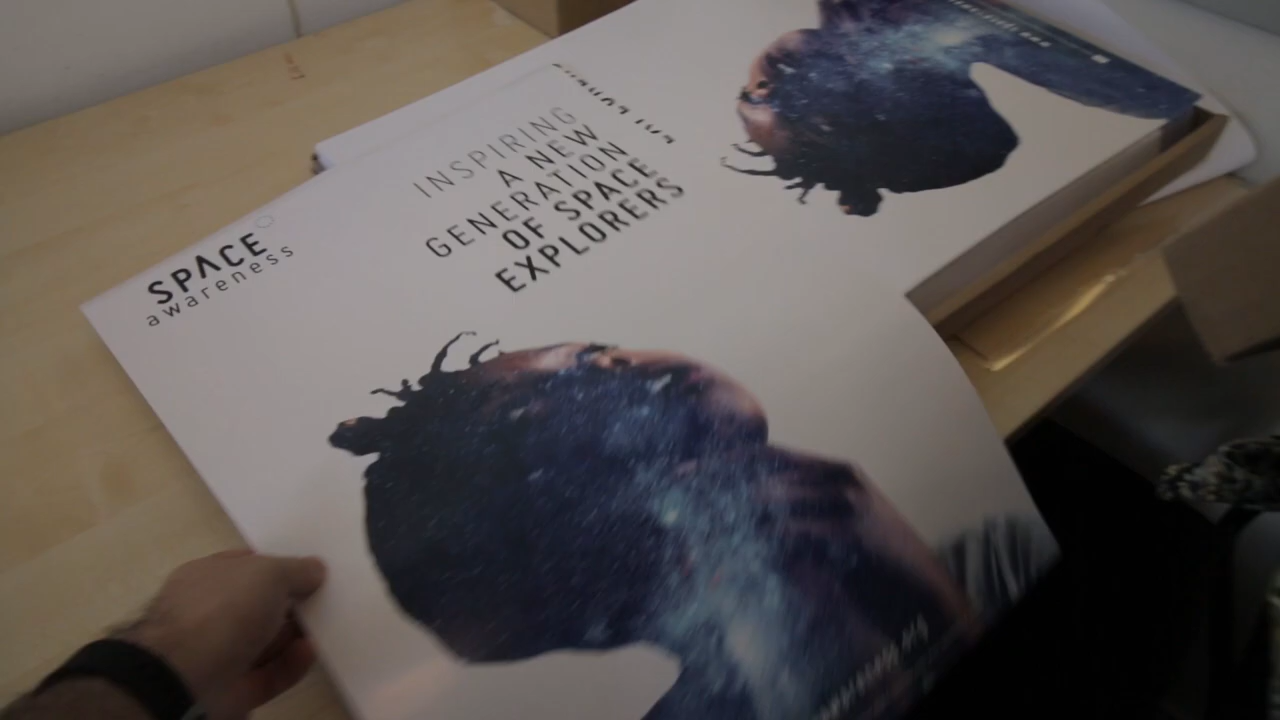 SPACE
awareness
INSPIRING
A NEW
GENERATION
OF SPACE
EXPLORERS